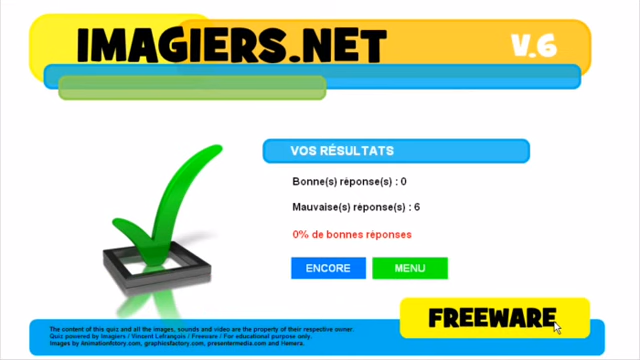 IMAGIERS.NET
V.6
VOS RÉSULTATS
Bonne(s) réponse(s) : 0
Mauvaise(s) réponse(s) : 6
0% de bonnes réponses
ENCORE
MENU
FREEWARE
The content of this quiz and all the images, sounds and video are the property of their respective owner.
Quiz powered by Imagiers / Vincent Lefrançois / Freeware / For educational purpose only.
Images by Animationfctory.com, graphicsfactory.com, presentermedia.com and Hemera.